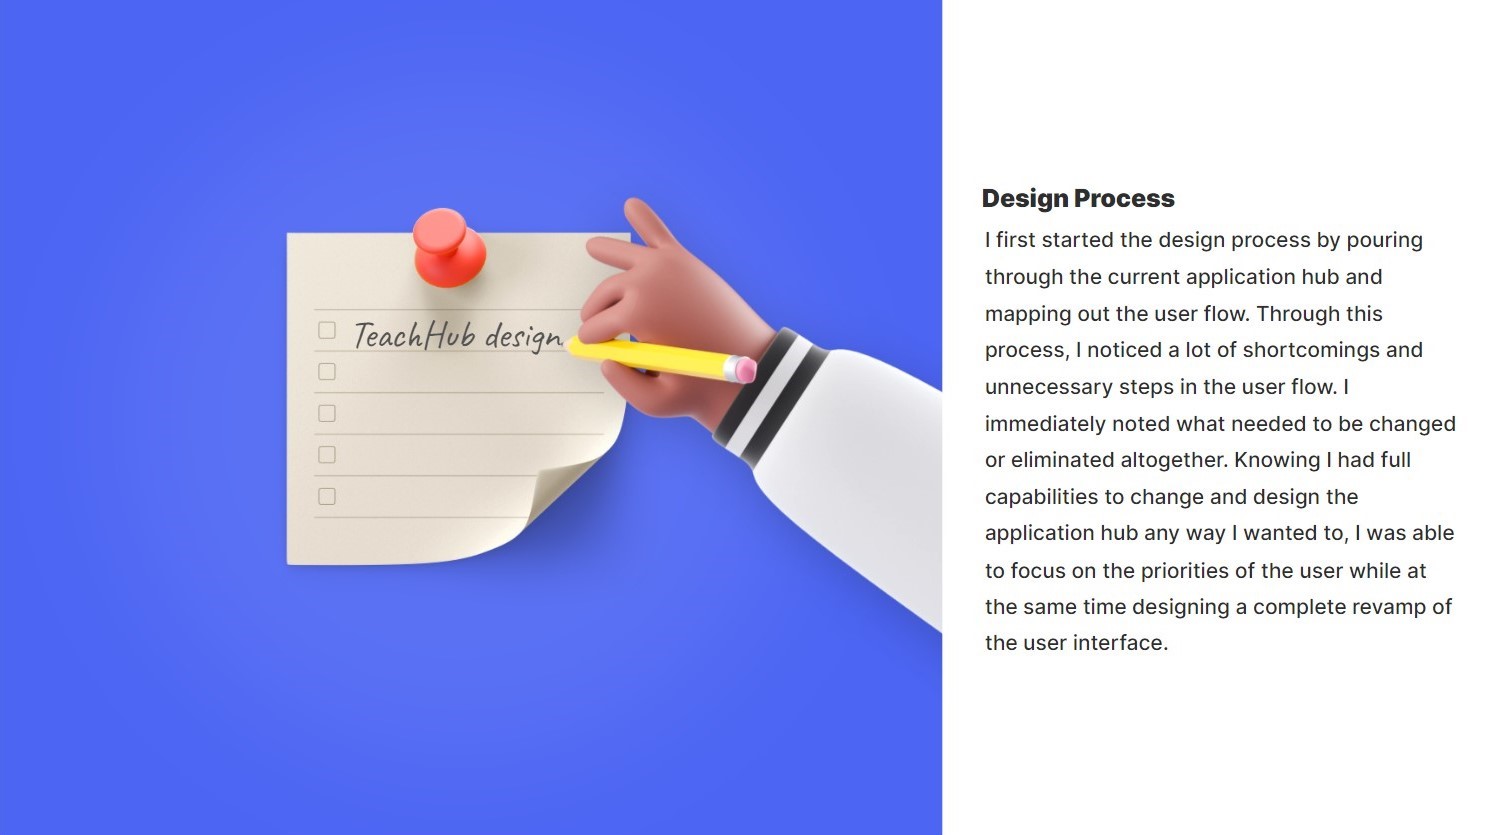 TeachHub design
Design Process
I first started the design process by pouring
through the current application hub and
mapping out the user flow. Through this
process, I noticed a lot of shortcomings and
unnecessary steps in the user flow. I
immediately noted what needed to be changed
or eliminated altogether. Knowing I had full
capabilities to change and design the
application hub any way I wanted to, I was able
to focus on the priorities of the user while at
the same time designing a complete revamp of
the user interface.